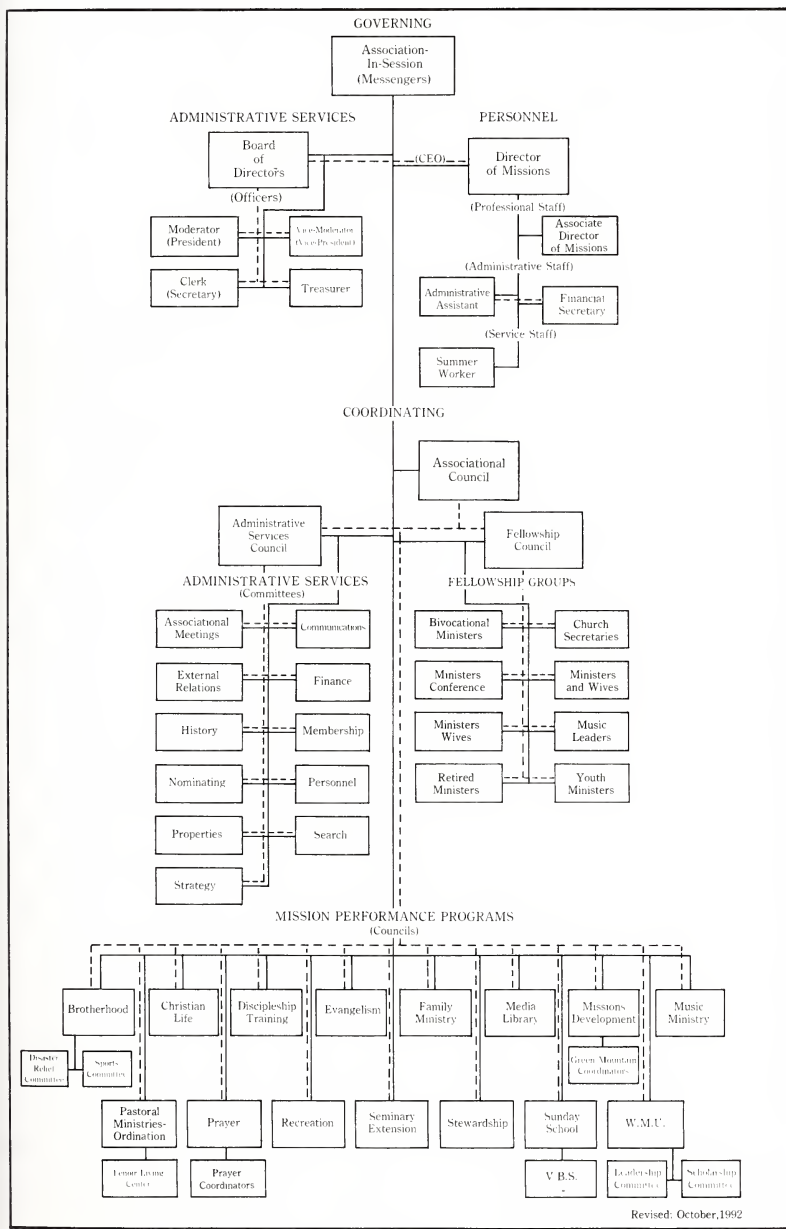 GOVERNING
Association-
In-Session
(Messengers)
ADMINISTRATIVE SERVICES
PERSONNEL
Board
of
Directors
(CEO)
Director
of Missions
(Officers)
(Professional Staff)
Moderator
(President)
Vice-Moderator
(Vice-President)
Associate
Director
of Missions
(Administrative Staff)
Clerk
(Secretary)
Treasurer
Administrative
Assistant
Financial
Secretary
(Service Staff)
Summer
Worker
COORDINATING
Associational
Council
Administrative
Services
Council
Fellowship
Council
ADMINISTRATIVE SERVICES
(Committees)
FELLOWSHIP GROUPS
Associational
Meetings
Communications
Bivocational
Ministers
Church
Secretaries
External
Relations
Finance
Ministers
Conference
Ministers
and Wives
History
Membership
Ministers
Wives
Music
Leaders
Nominating
Personnel
Retired
Ministers
Youth
Ministers
Properties
Search
Strategy
MISSION PERFORMANCE PROGRAMS
(Councils)
Brotherhood
Christian
Life
Discipleship
Training
Evangelism
Family
Ministry
Media
Library
Missions
Development
Music
Ministry
Disaster
Relief
Committee
Sports
Committee
Green Mountain
Coordinators
Pastoral
Ministries-
Ordination
Prayer
Recreation
Seminary
Extension
Stewardship
Sunday
School
W.M.U.
Lenoir Living
Center
Prayer
Coordinators
V B.S.
Leadership
Committee
Scholarship
Committee
Revised: October,1992